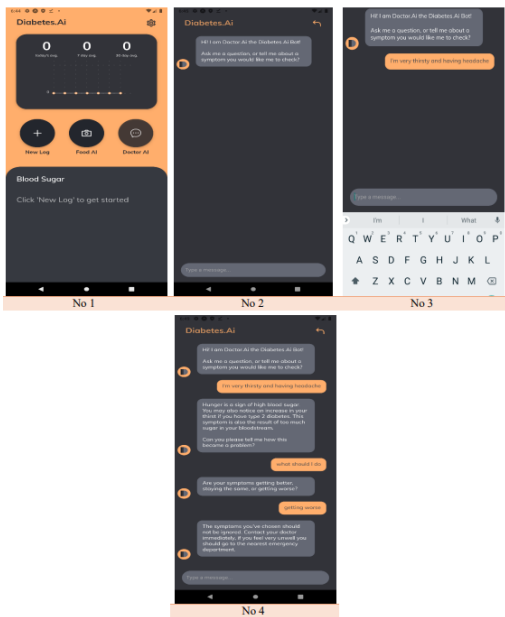 Diabetes.Ai
0 0 0
Today's avg. 7 day avg.
New Log Food AI Doctor AI
Blood Sugar
Click 'New Log' to get started
No 1
Diabetes.Ai
Hi! I am Doctor.AI the Diabetes.AI Bot!
Ask me a question, or tell me about a
symptom you would like me to check?
Type a message...
No 2
Hi! I am Doctor.AI the Diabetes.AI Bot!
Ask me a question, or tell me about a
symptom you would like me to check?
I'm very thirsty and having headache
Type a message...
I'm I What
Q W E R T Y U I O P
A S D F G H J K L
Z X C V B N M
No 3
Diabetes.Ai
Hi! I am Doctor.AI the Diabetes.AI Bot!
Ask me a question, or tell me about a
symptom you would like me to check?
I'm very thirsty and having headache
Hunger is a sign of high blood sugar.
You may also notice an increase in your
thirst if you have type 2 diabetes. This
symptom is also the result of too much
sugar in your bloodstream.
Can you please tell me how this
became a problem?
what should I do
Are your symptoms getting better,
staying the same, or getting worse?
getting worse
The symptoms you've chosen should
not be ignored. Contact your doctor
immediately. If you feel very unwell you
should go to the nearest emergency
department.
Type a message...
No 4